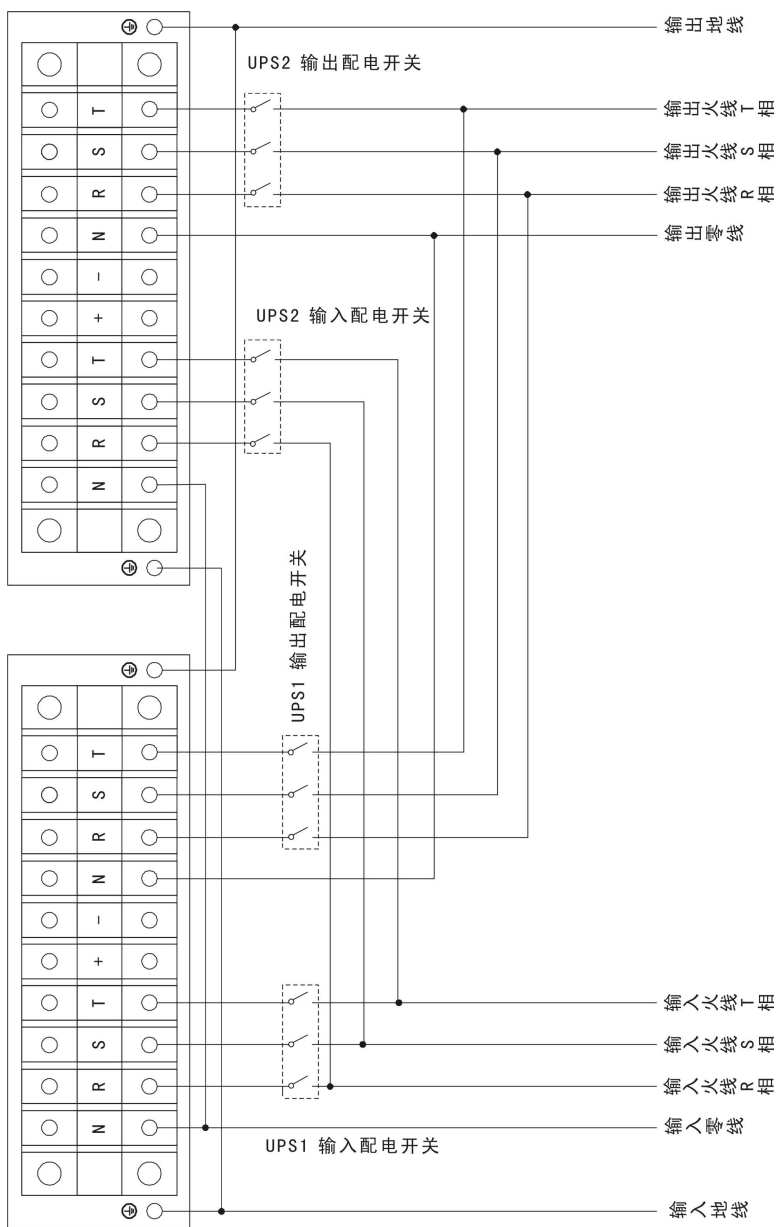 输出地线
UPS2 输出配电开关
T
输出火线T相
S
输出火线S相
R
输出火线R相
N
输出零线
-
+
UPS2 输入配电开关
T
S
R
N
UPS1 输出配电开关
T
S
R
N
-
+
T
输入火线T相
S
输入火线S相
R
输入火线R相
N
输入零线
UPS1 输入配电开关
输入地线